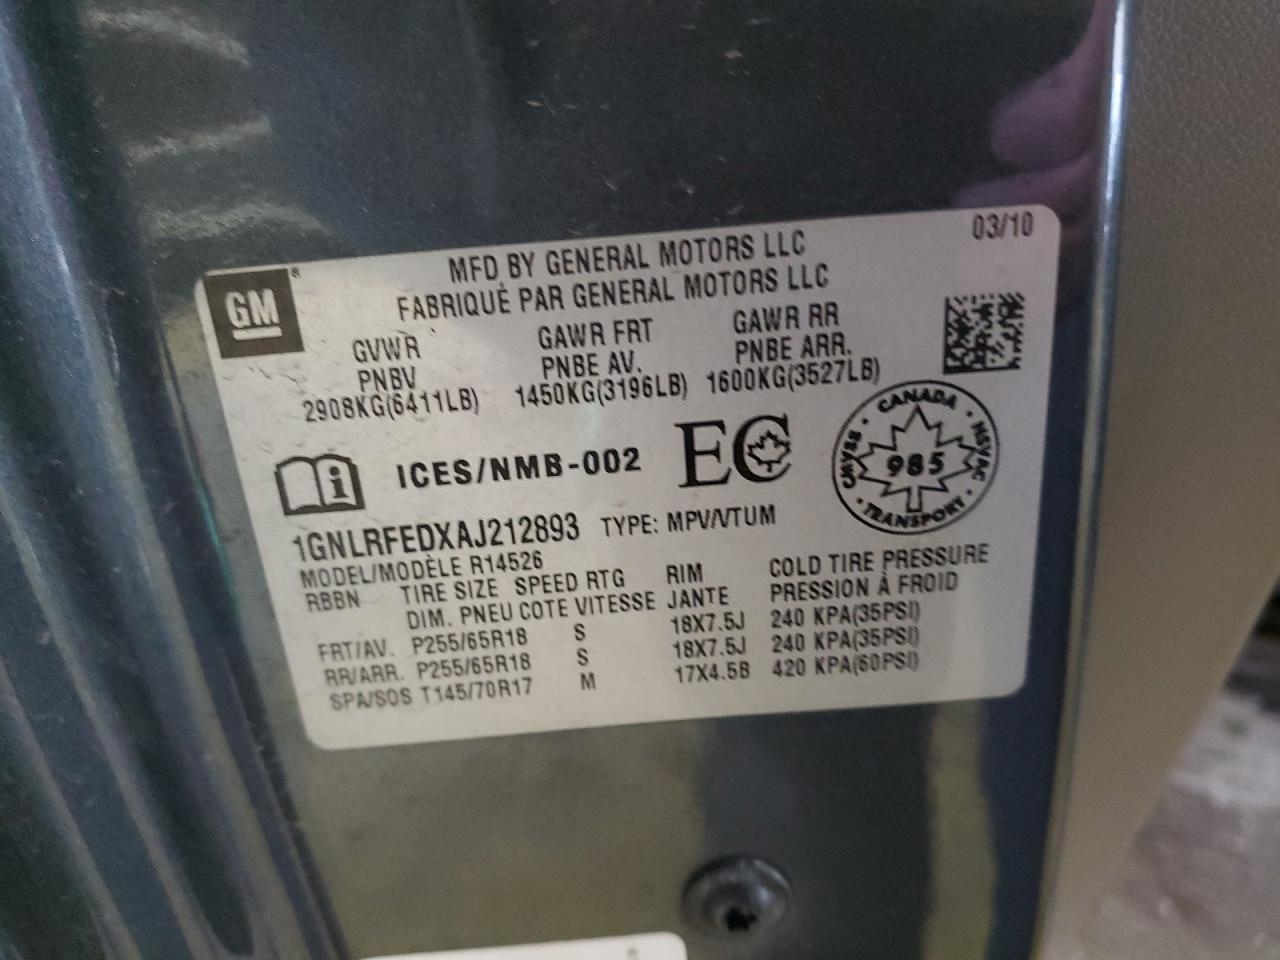 03/10
GM®
MFD BY GENERAL MOTORS LLC
FABRIQUÉ PAR GENERAL MOTORS LLC
GVWR GAWR FRT GAWR RR
PNBV PNBE AV. PNBE ARR.
2908KG(6411LB) 1450KG(3196LB) 1600KG(3527LB)
ICES/NMB-002 EC
CANADA
CMVSS · NSVAC
985
TRANSPORT
1GNLRFEDXAJ212893 TYPE: MPV/VTUM
MODEL/MODÈLE R14526
RBBN TIRE SIZE SPEED RTG RIM COLD TIRE PRESSURE
DIM. PNEU COTE VITESSE JANTE PRESSION À FROID
FRT/AV. P255/65R18 S 18X7.5J 240 KPA(35PSI)
RR/ARR. P255/65R18 S 18X7.5J 240 KPA(35PSI)
SPA/SOS T145/70R17 M 17X4.5B 420 KPA(60PSI)